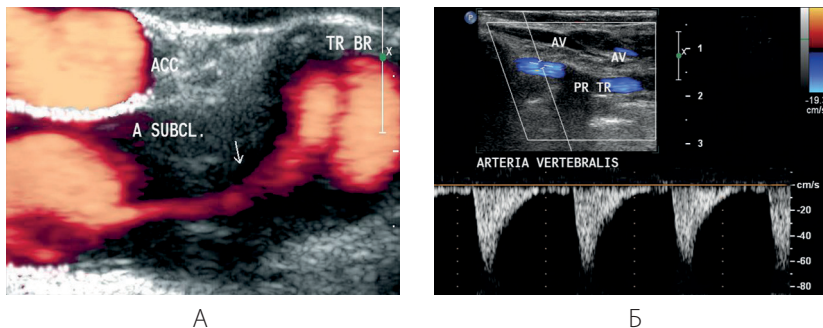 TR BR
x
ACC
A SUBCL.
P
AV
AV
x
1
PR TR
2
3
-19.3
cm/s
ARTERIA VERTEBRALIS
cm/s
-20
-40
-60
-80
А
Б